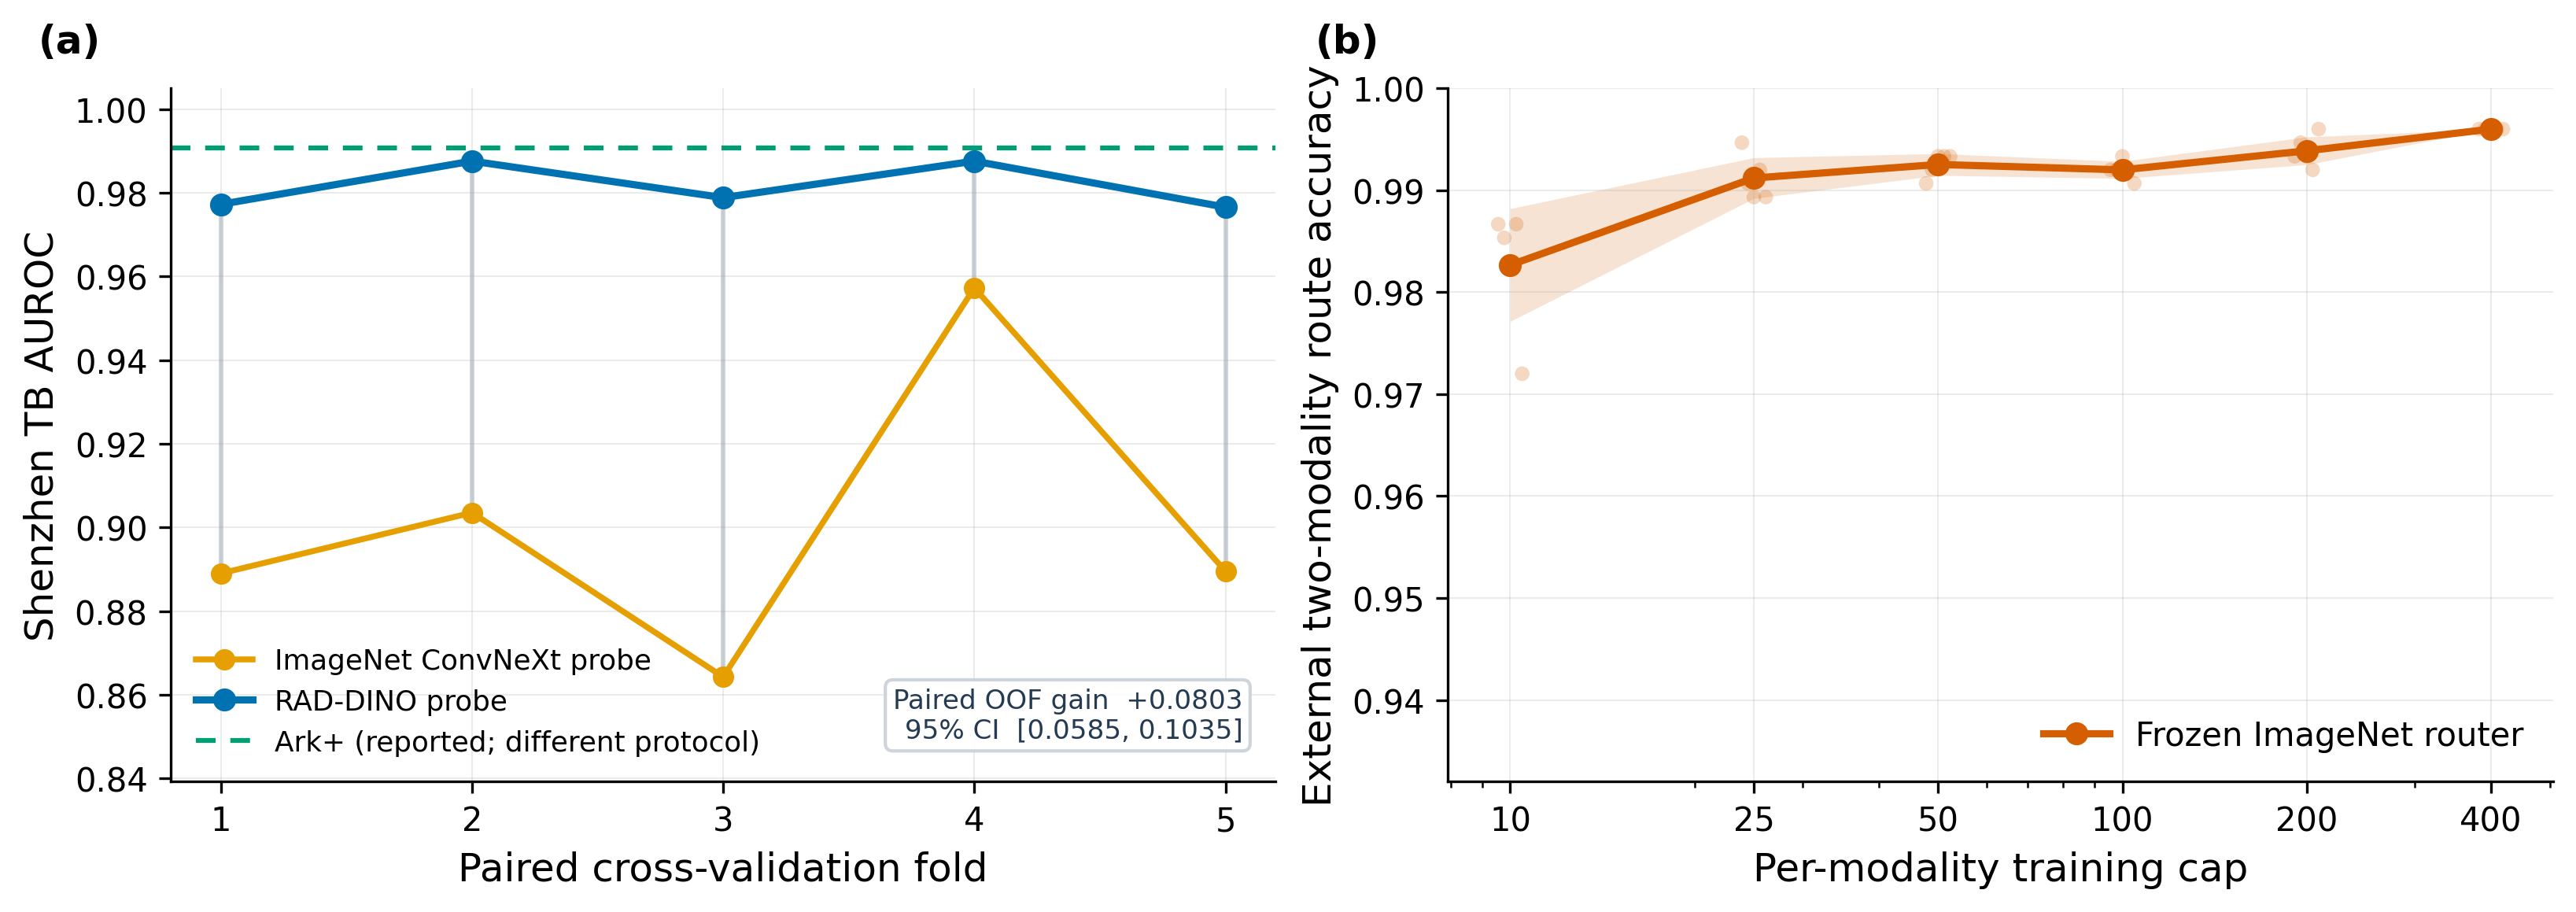 (a)
Shenzhen TB AUROC
1.00
0.98
0.96
0.94
0.92
0.90
0.88
0.86
0.84
ImageNet ConvNeXt probe
RAD-DINO probe
Ark+ (reported; different protocol)
Paired OOF gain +0.0803
95% CI [0.0585, 0.1035]
1 2 3 4 5
Paired cross-validation fold
(b)
External two-modality route accuracy
1.00
0.99
0.98
0.97
0.96
0.95
0.94
Frozen ImageNet router
10 25 50 100 200 400
Per-modality training cap